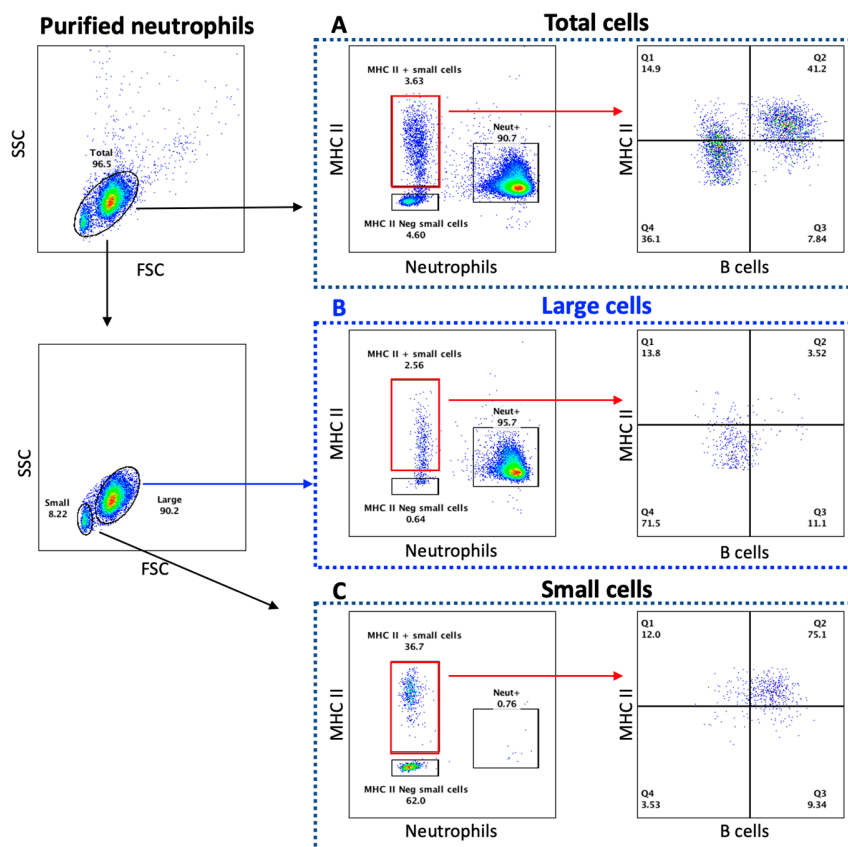 Purified neutrophils
SSC
Total
96.5
FSC
SSC
Small
8.22
Large
90.2
FSC
A
Total cells
MHC II
MHC II + small cells
3.63
Neut+
90.7
MHC II Neg small cells
4.60
Neutrophils
MHC II
Q1
14.9
Q2
41.2
Q4
36.1
Q3
7.84
B cells
B
Large cells
MHC II
MHC II + small cells
2.56
Neut+
95.7
MHC II Neg small cells
0.64
Neutrophils
MHC II
Q1
13.8
Q2
3.52
Q4
71.5
Q3
11.1
B cells
C
Small cells
MHC II
MHC II + small cells
36.7
Neut+
0.76
MHC II Neg small cells
62.0
Neutrophils
MHC II
Q1
12.0
Q2
75.1
Q4
3.53
Q3
9.34
B cells